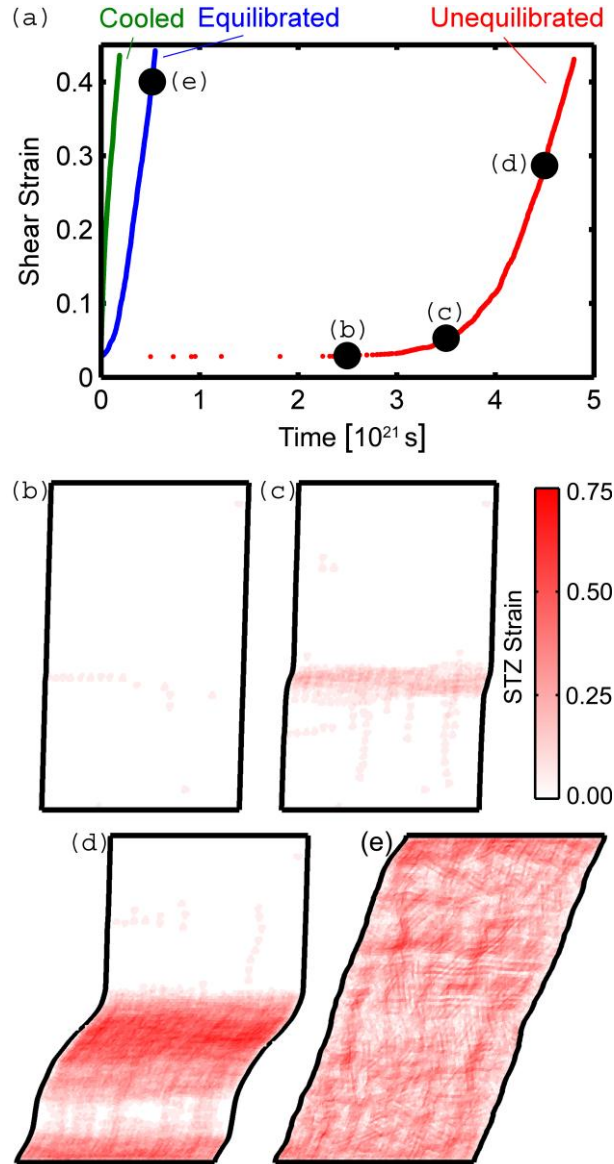 (a) Cooled Equilibrated Unequilibrated
0.4
0.3
0.2
0.1
0
Shear Strain
(e)
(d)
(c)
(b)
0 1 2 3 4 5
Time [10²¹ s]
(b)
(c)
0.75
0.50
0.25
0.00
STZ Strain
(d)
(e)